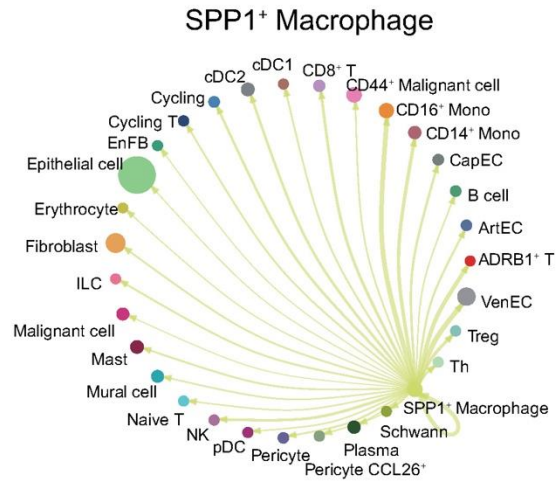 SPP1⁺ Macrophage
cDC1
CD8⁺ T
cDC2
CD44⁺ Malignant cell
Cycling
CD16⁺ Mono
Cycling T
CD14⁺ Mono
EnFB
CapEC
Epithelial cell
B cell
Erythrocyte
ArtEC
Fibroblast
ADRB1⁺ T
ILC
VenEC
Malignant cell
Treg
Mast
Th
Mural cell
SPP1⁺ Macrophage
Naive T
Schwann
NK
Plasma
pDC
Pericyte
Pericyte CCL26⁺